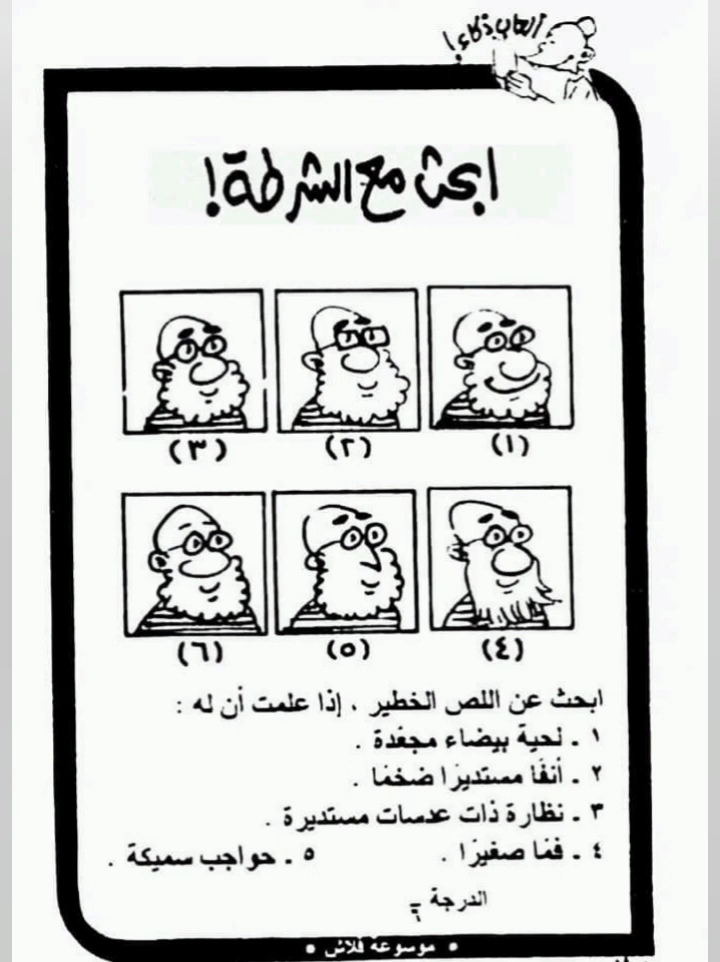 ألعاب ذكاء!
ابحث مع الشرطة!
(١) (٢) (٣)
(٤) (٥) (٦)
ابحث عن اللص الخطير ، إذا علمت أن له :
١ ـ لحية بيضاء مجعدة .
٢ ـ أنفًا مستديرًا ضخمًا .
٣ ـ نظارة ذات عدسات مستديرة .
٤ ـ فمًا صغيرًا . ٥ ـ حواجب سميكة .
الدرجة ـ ٦
• موسوعة فلاش •